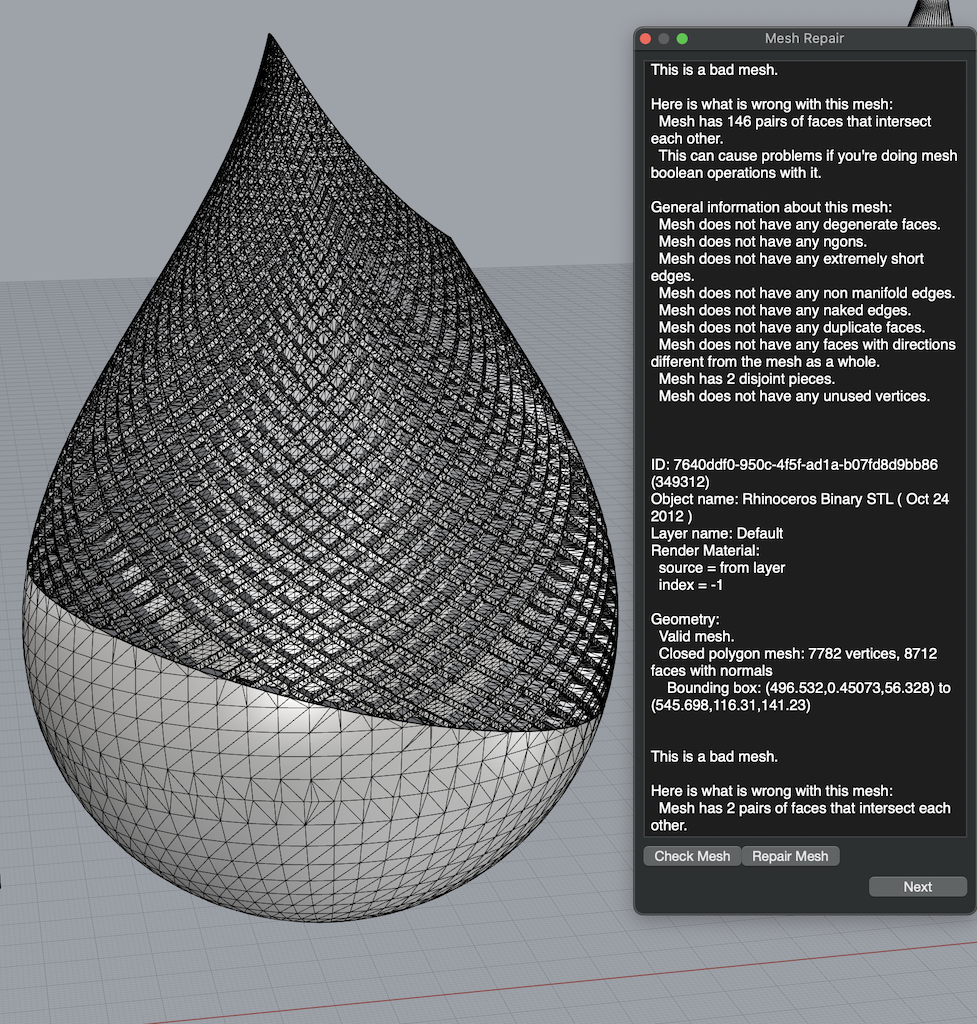 Mesh Repair
This is a bad mesh.
Here is what is wrong with this mesh:
Mesh has 146 pairs of faces that intersect
each other.
This can cause problems if you're doing mesh
boolean operations with it.
General information about this mesh:
Mesh does not have any degenerate faces.
Mesh does not have any ngons.
Mesh does not have any extremely short
edges.
Mesh does not have any non manifold edges.
Mesh does not have any naked edges.
Mesh does not have any duplicate faces.
Mesh does not have any faces with directions
different from the mesh as a whole.
Mesh has 2 disjoint pieces.
Mesh does not have any unused vertices.
ID: 7640ddf0-950c-4f5f-ad1a-b07fd8d9bb86
(349312)
Object name: Rhinoceros Binary STL ( Oct 24
2012 )
Layer name: Default
Render Material:
source = from layer
index = -1
Geometry:
Valid mesh.
Closed polygon mesh: 7782 vertices, 8712
faces with normals
Bounding box: (496.532,0.45073,56.328) to
(545.698,116.31,141.23)
This is a bad mesh.
Here is what is wrong with this mesh:
Mesh has 2 pairs of faces that intersect each
other.
Check Mesh
Repair Mesh
Next